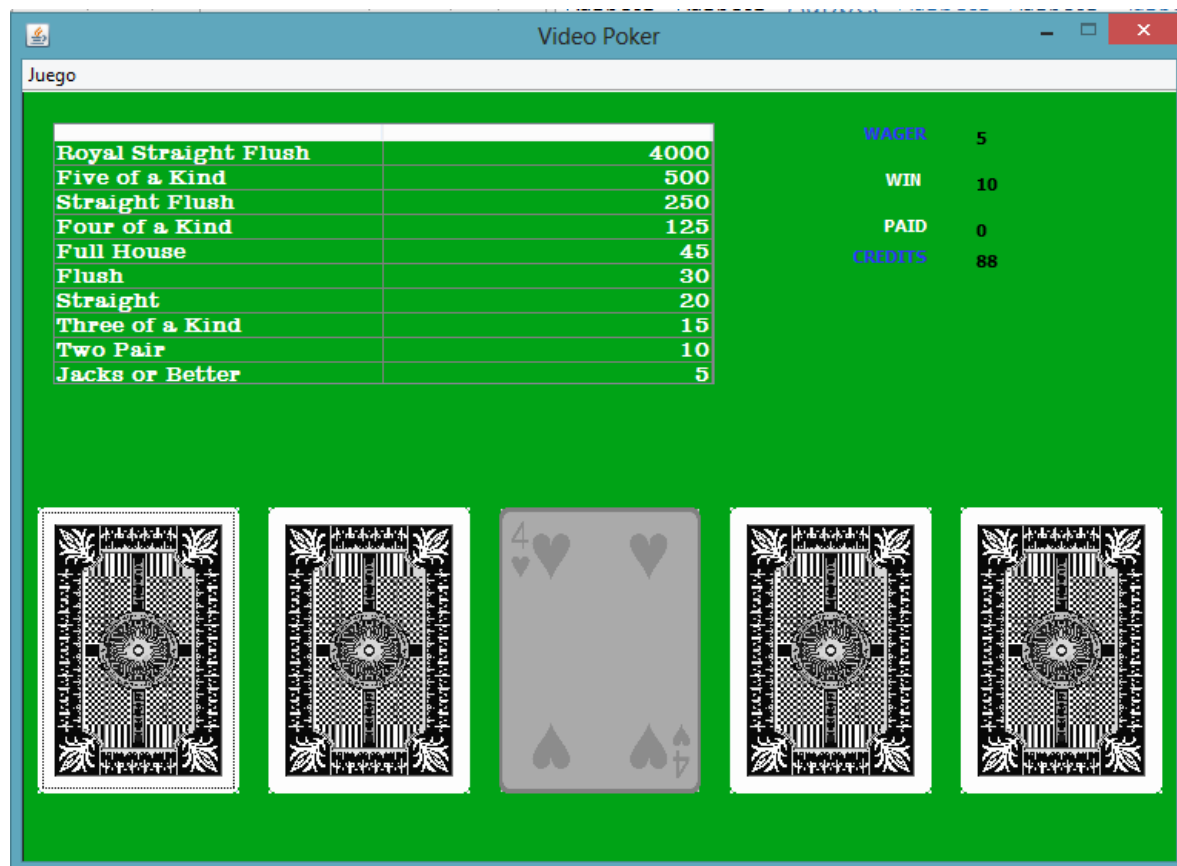 Video Poker
Juego
Royal Straight Flush 4000
Five of a Kind 500
Straight Flush 250
Four of a Kind 125
Full House 45
Flush 30
Straight 20
Three of a Kind 15
Two Pair 10
Jacks or Better 5
WAGER 5
WIN 10
PAID 0
CREDITS 88
4
4